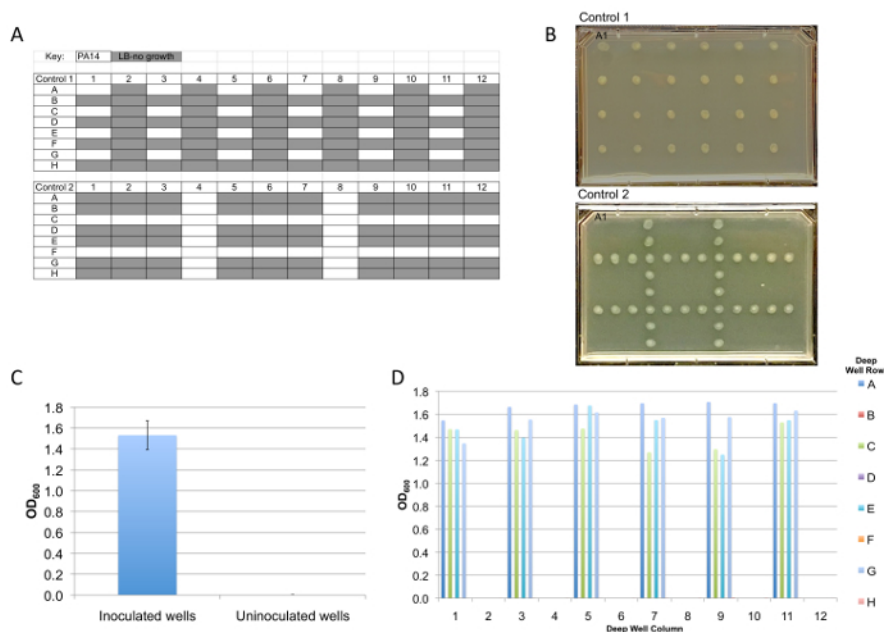 A
Key: PA14 LB-no growth
Control 1 1 2 3 4 5 6 7 8 9 10 11 12
A
B
C
D
E
F
G
H
Control 2 1 2 3 4 5 6 7 8 9 10 11 12
A
B
C
D
E
F
G
H
B
Control 1
A1
Control 2
A1
C
1.8
1.6
1.4
1.2
1.0
0.8
0.6
0.4
0.2
0.0
OD600
Inoculated wells Uninoculated wells
D
1.8
1.6
1.4
1.2
1.0
0.8
0.6
0.4
0.2
0.0
OD600
1 2 3 4 5 6 7 8 9 10 11 12
Deep Well Column
Deep
Well Row
A
B
C
D
E
F
G
H